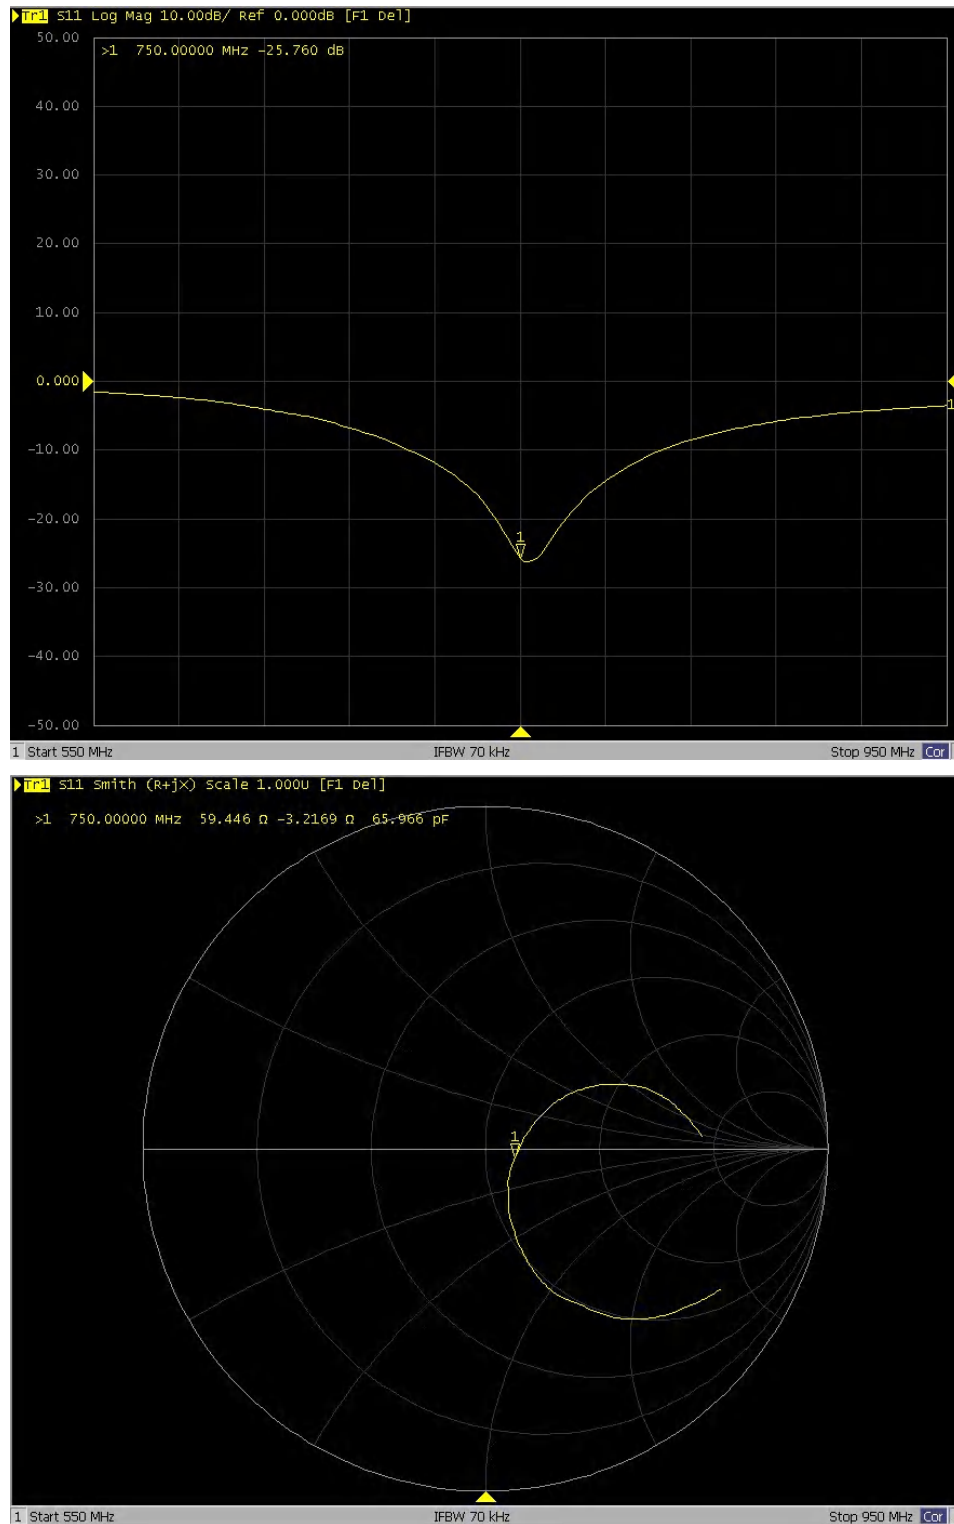 Tr1 S11 Log Mag 10.00dB/ Ref 0.000dB [F1 Del]
50.00
>1 750.00000 MHz -25.760 dB
40.00
30.00
20.00
10.00
0.000
1
-10.00
-20.00
1
-30.00
-40.00
-50.00
1 Start 550 MHz IFBW 70 kHz Stop 950 MHz Cor
Tr1 S11 Smith (R+jX) Scale 1.000U [F1 Del]
>1 750.00000 MHz 59.446 Ω -3.2169 Ω 65.966 pF
1
1 Start 550 MHz IFBW 70 kHz Stop 950 MHz Cor